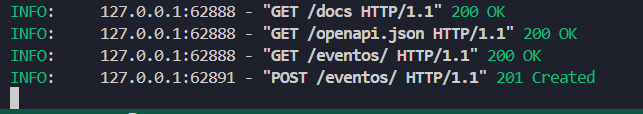 INFO:     127.0.0.1:62888 - "GET /docs HTTP/1.1" 200 OK
INFO:     127.0.0.1:62888 - "GET /openapi.json HTTP/1.1" 200 OK
INFO:     127.0.0.1:62888 - "GET /eventos/ HTTP/1.1" 200 OK
INFO:     127.0.0.1:62891 - "POST /eventos/ HTTP/1.1" 201 Created